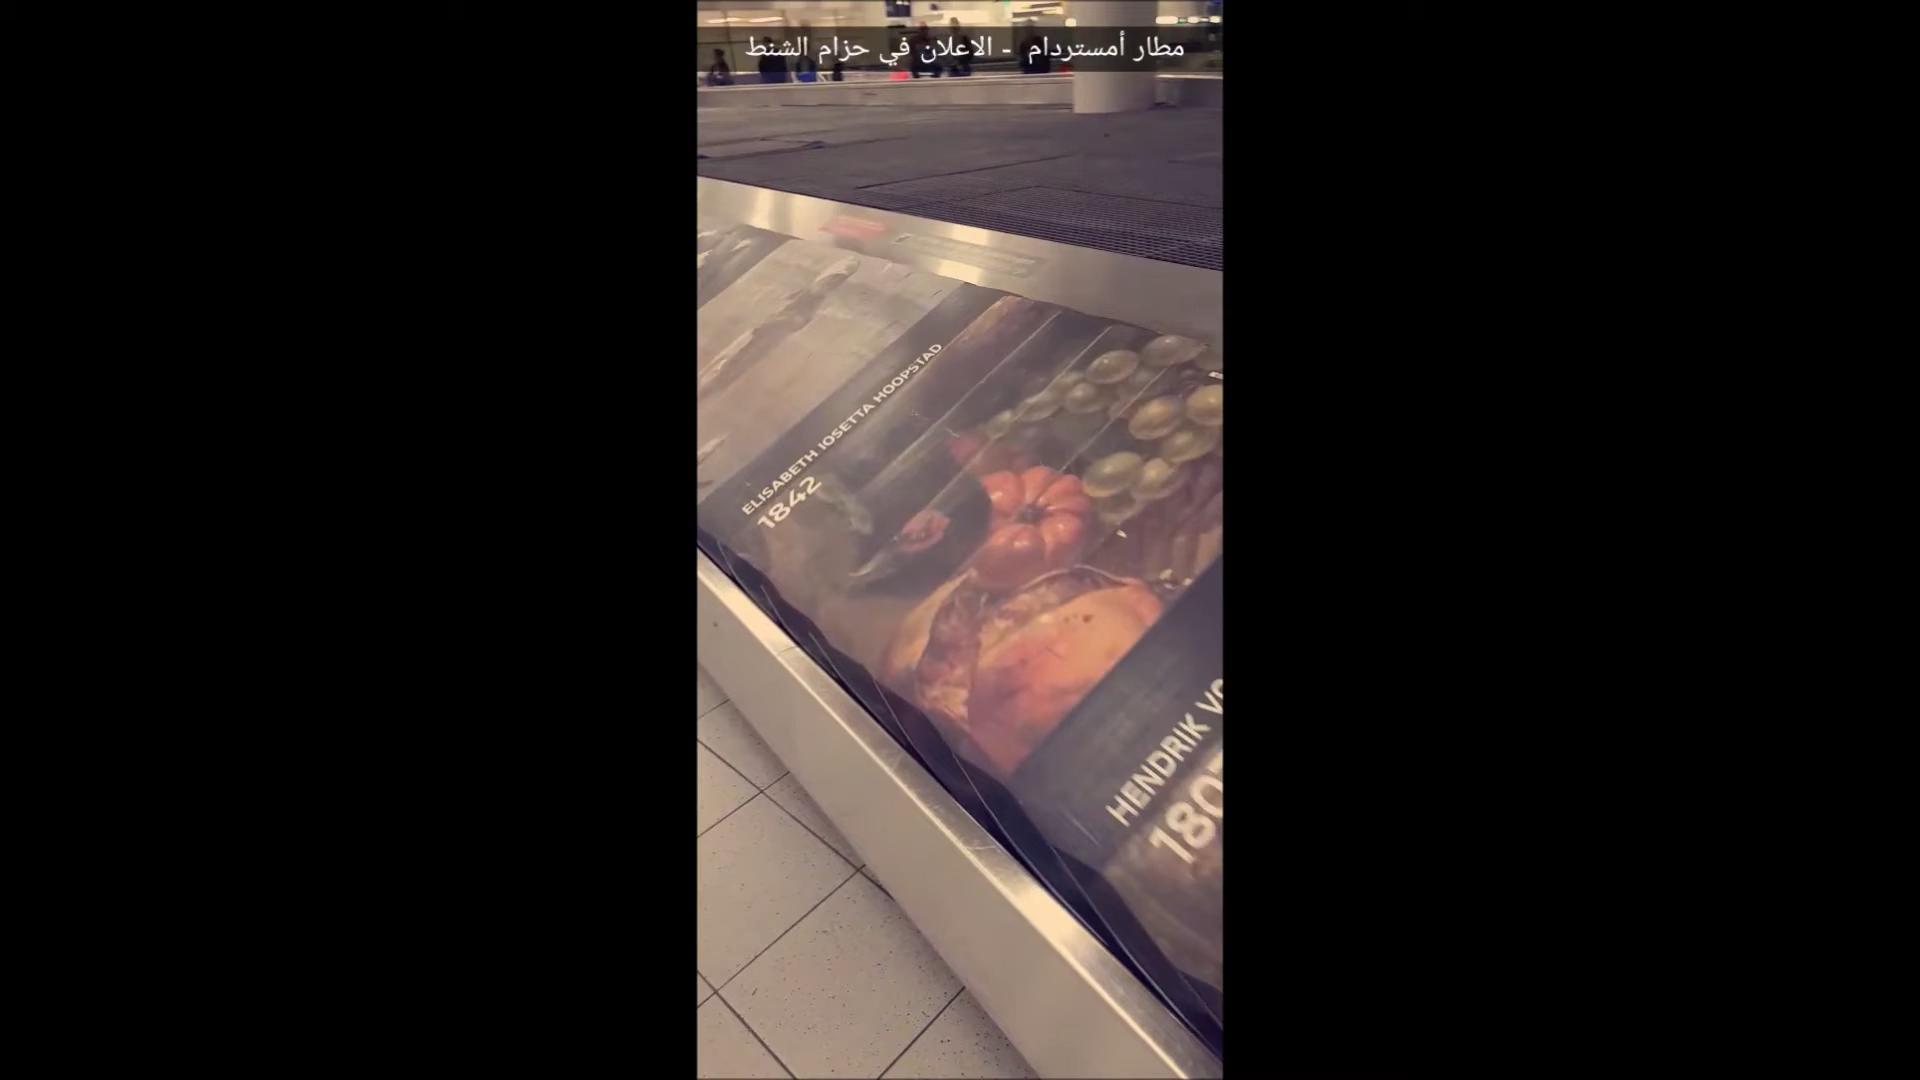 مطار أمستردام - الاعلان في حزام الشنط
ELISABETH IOSETTA HOOPSTAD
1842
HENDRIK